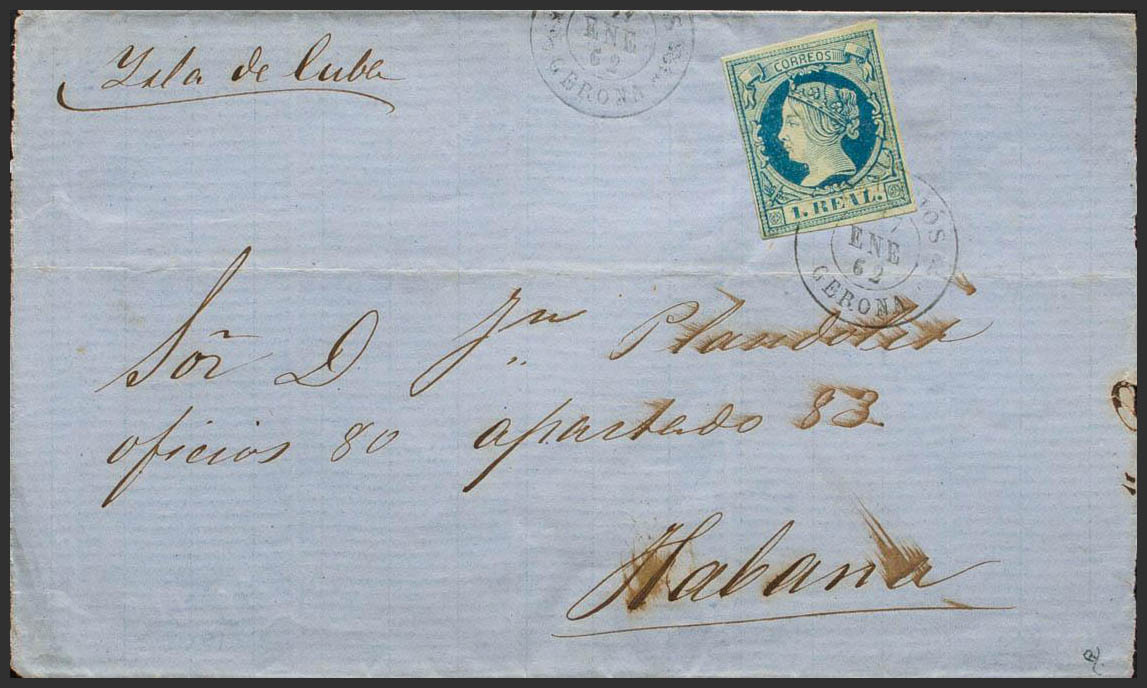 Ysla de Cuba
ENE
62
GERONA
CORREOS
1. REAL.
ENE
62
GERONA
Sor̃ D. Jn Plandolit
oficios 80 apartado 83
Habana